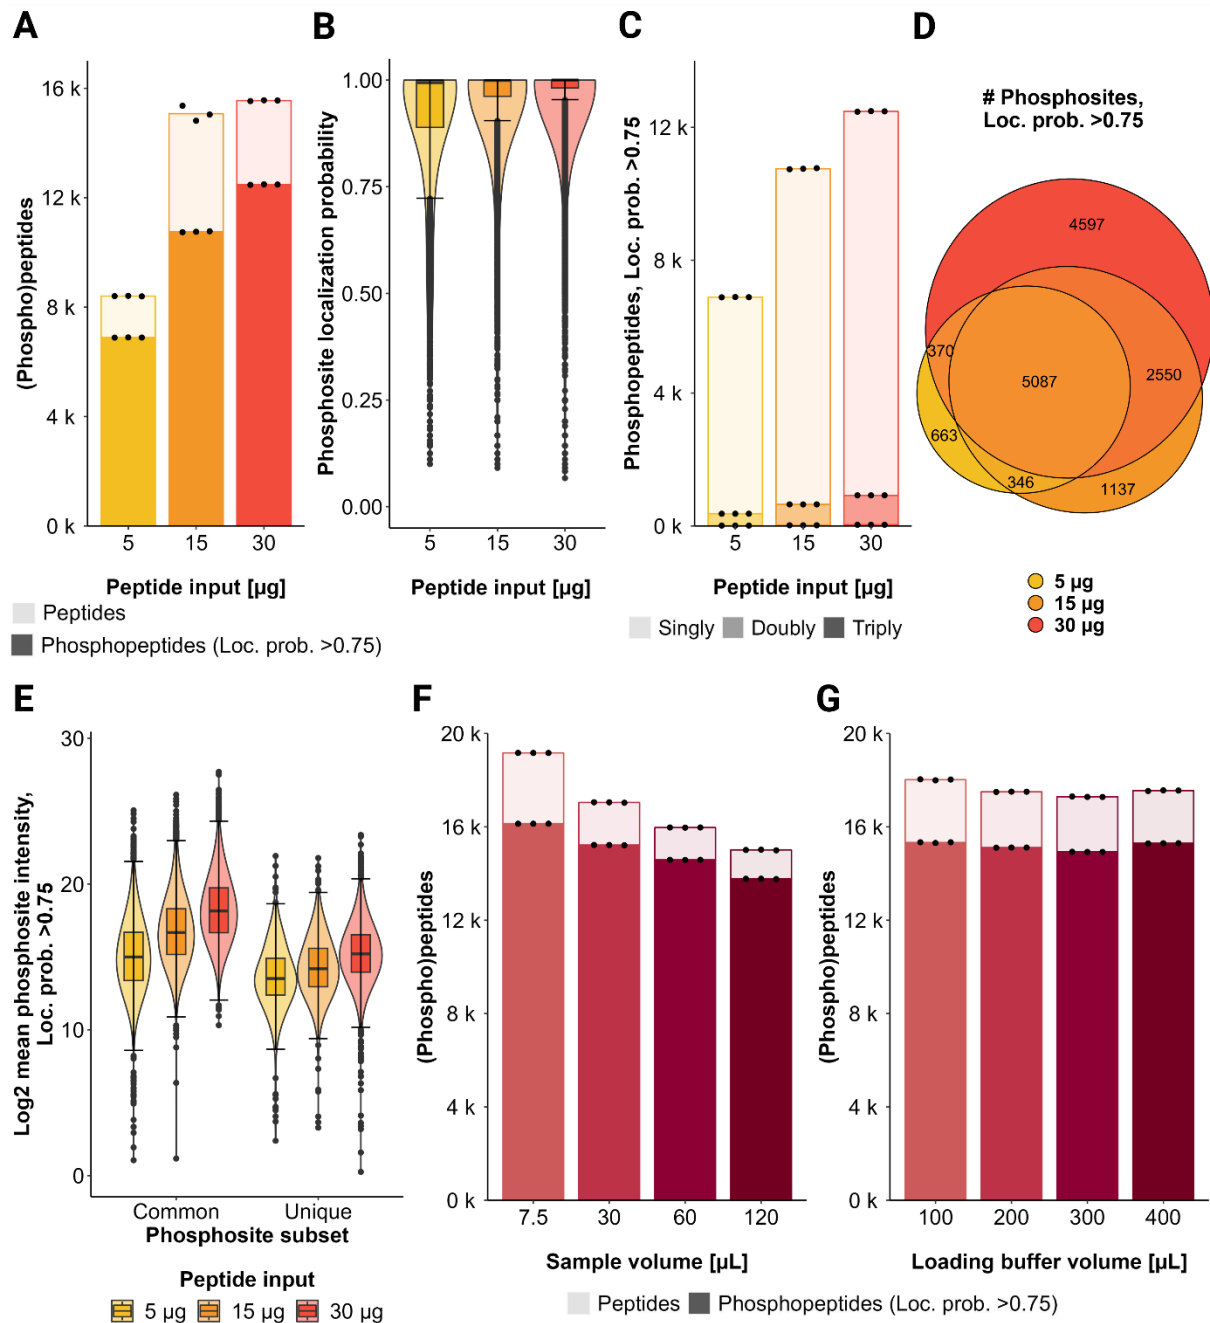 A
(Phospho)peptides
16 k
12 k
8 k
4 k
0 k
5
15
30
Peptide input [µg]
Peptides
Phosphopeptides (Loc. prob. >0.75)
B
Phosphosite localization probability
1.00
0.75
0.50
0.25
0.00
5
15
30
Peptide input [µg]
C
Phosphopeptides, Loc. prob. >0.75
12 k
8 k
4 k
0 k
5
15
30
Peptide input [µg]
Singly
Doubly
Triply
D
# Phosphosites,
Loc. prob. >0.75
4597
370
5087
2550
663
346
1137
5 µg
15 µg
30 µg
E
Log2 mean phosphosite intensity,
Loc. prob. >0.75
30
20
10
0
Common
Unique
Phosphosite subset
Peptide input
5 µg
15 µg
30 µg
F
(Phospho)peptides
20 k
16 k
12 k
8 k
4 k
0 k
7.5
30
60
120
Sample volume [µL]
G
(Phospho)peptides
20 k
16 k
12 k
8 k
4 k
0 k
100
200
300
400
Loading buffer volume [µL]
Peptides
Phosphopeptides (Loc. prob. >0.75)